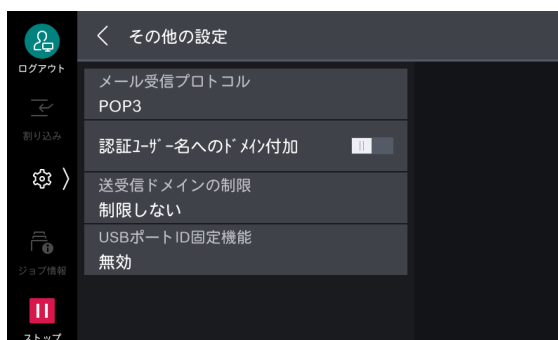 その他の設定
ログアウト
メール受信プロトコル
POP3
割り込み
認証ﾕｰｻﾞｰ名へのﾄﾞﾒｲﾝ付加
送受信ドメインの制限
制限しない
USBポートID固定機能
無効
ジョブ情報
ストップ